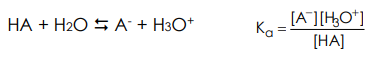 HA + H2O ⇆ A⁻ + H3O⁺
Kₐ = [A⁻][H₃O⁺] / [HA]